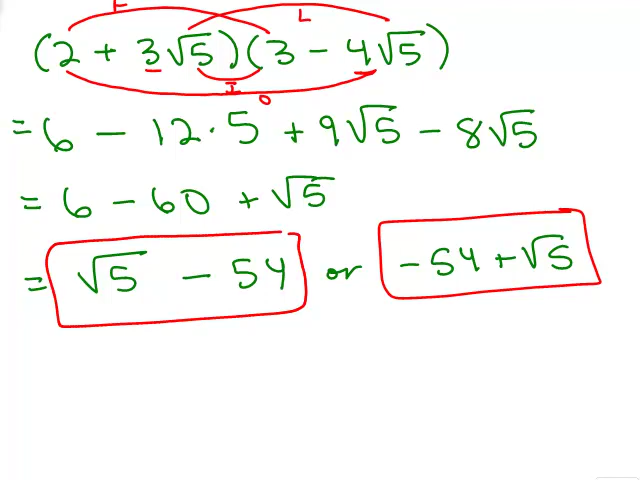 F L
(2 + 3√5)(3 - 4√5)
I
O
= 6 - 12 · 5 + 9√5 - 8√5
= 6 - 60 + √5
= √5 - 54 or -54 + √5